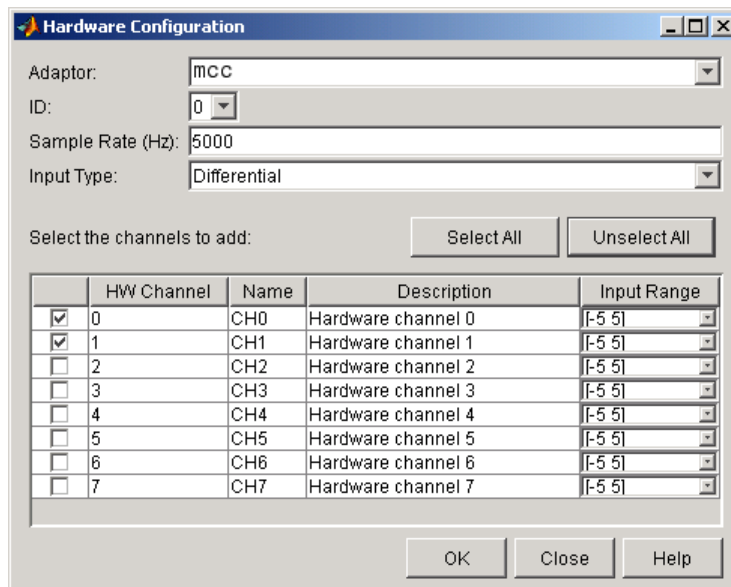 Hardware Configuration
Adaptor: mcc
ID: 0
Sample Rate (Hz): 5000
Input Type: Differential
Select the channels to add: Select All Unselect All
HW Channel Name Description Input Range
0 CH0 Hardware channel 0 [-5 5]
1 CH1 Hardware channel 1 [-5 5]
2 CH2 Hardware channel 2 [-5 5]
3 CH3 Hardware channel 3 [-5 5]
4 CH4 Hardware channel 4 [-5 5]
5 CH5 Hardware channel 5 [-5 5]
6 CH6 Hardware channel 6 [-5 5]
7 CH7 Hardware channel 7 [-5 5]
OK Close Help